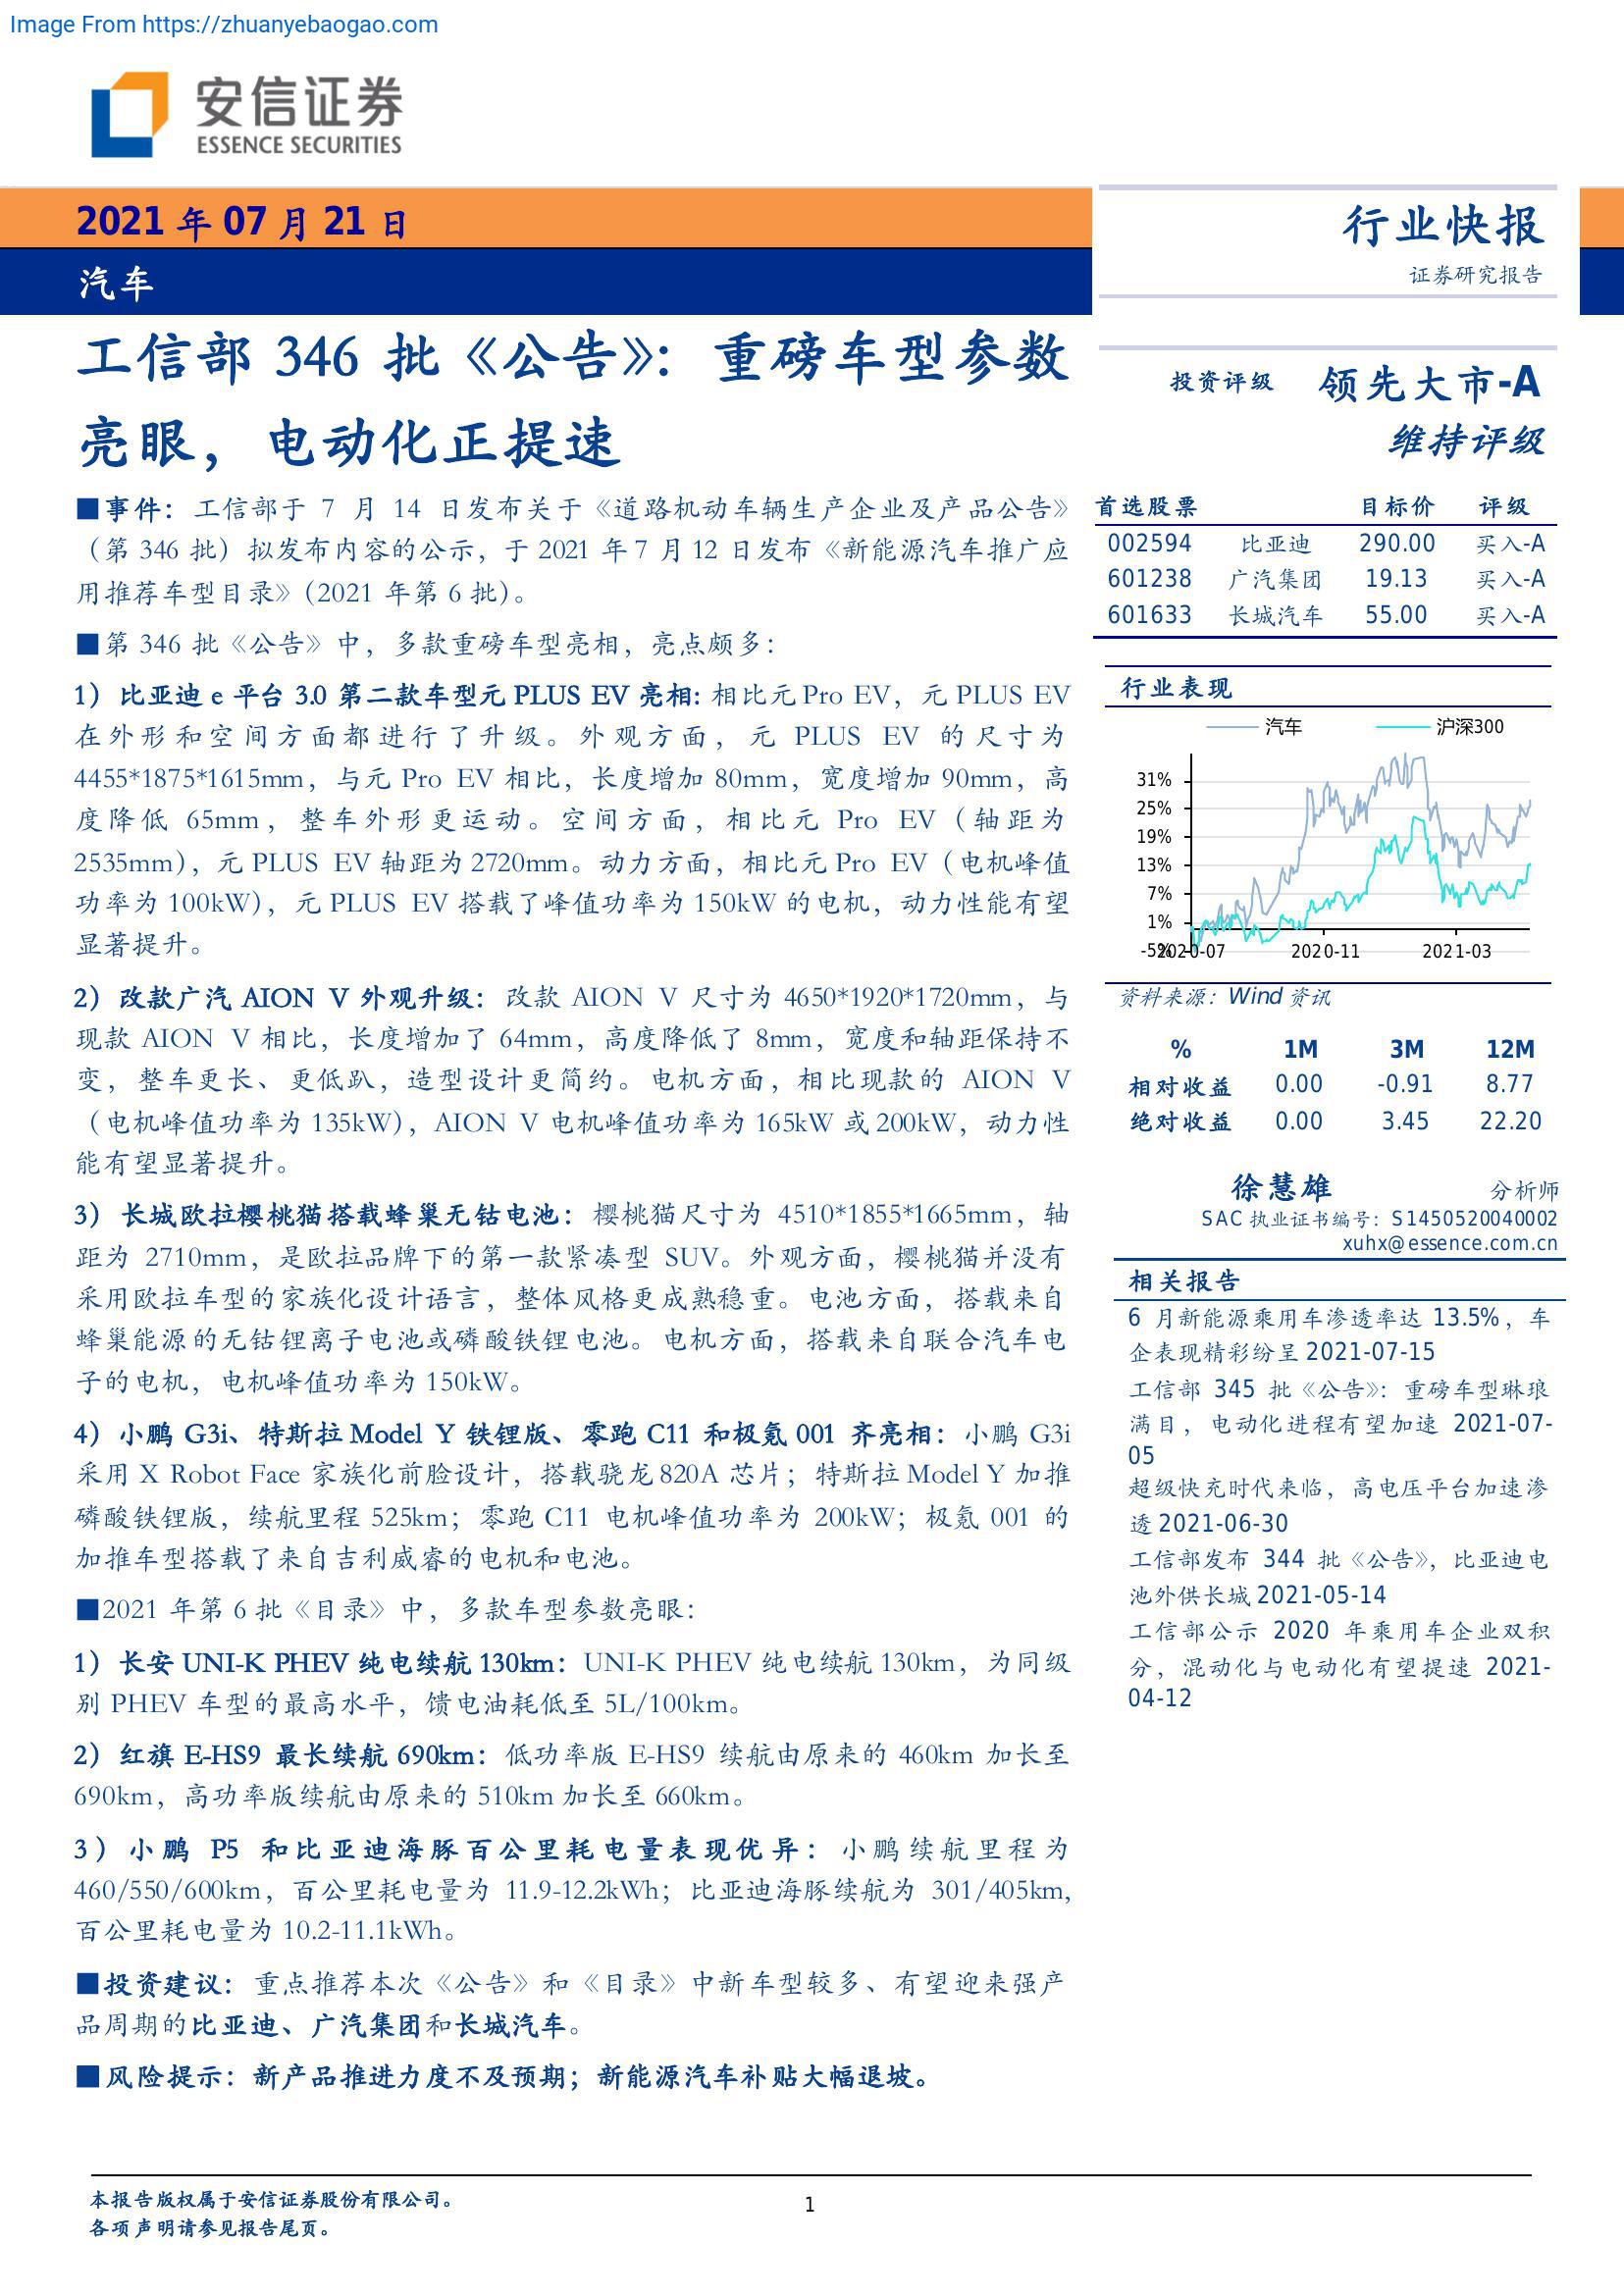 Image From https://zhuanyebaogao.com
安信证券
ESSENCE SECURITIES
2021 年 07 月 21 日
汽车
行业快报
证券研究报告
工信部 346 批《公告》：重磅车型参数
亮眼，电动化正提速
■事件：工信部于 7 月 14 日发布关于《道路机动车辆生产企业及产品公告》
（第 346 批）拟发布内容的公示，于 2021 年 7 月 12 日发布《新能源汽车推广应
用推荐车型目录》（2021 年第 6 批）。
■第 346 批《公告》中，多款重磅车型亮相，亮点颇多：
1）比亚迪 e 平台 3.0 第二款车型元 PLUS EV 亮相：相比元 Pro EV，元 PLUS EV
在外形和空间方面都进行了升级。外观方面，元 PLUS EV 的尺寸为
4455*1875*1615mm，与元 Pro EV 相比，长度增加 80mm，宽度增加 90mm，高
度降低 65mm，整车外形更运动。空间方面，相比元 Pro EV（轴距为
2535mm），元 PLUS EV 轴距为 2720mm。动力方面，相比元 Pro EV（电机峰值
功率为 100kW），元 PLUS EV 搭载了峰值功率为 150kW 的电机，动力性能有望
显著提升。
2）改款广汽 AION V 外观升级：改款 AION V 尺寸为 4650*1920*1720mm，与
现款 AION V 相比，长度增加了 64mm，高度降低了 8mm，宽度和轴距保持不
变，整车更长、更低趴，造型设计更简约。电机方面，相比现款的 AION V
（电机峰值功率为 135kW），AION V 电机峰值功率为 165kW 或 200kW，动力性
能有望显著提升。
3）长城欧拉樱桃猫搭载蜂巢无钴电池：樱桃猫尺寸为 4510*1855*1665mm，轴
距为 2710mm，是欧拉品牌下的第一款紧凑型 SUV。外观方面，樱桃猫并没有
采用欧拉车型的家族化设计语言，整体风格更成熟稳重。电池方面，搭载来自
蜂巢能源的无钴锂离子电池或磷酸铁锂电池。电机方面，搭载来自联合汽车电
子的电机，电机峰值功率为 150kW。
4）小鹏 G3i、特斯拉 Model Y 铁锂版、零跑 C11 和极氪 001 齐亮相：小鹏 G3i
采用 X Robot Face 家族化前脸设计，搭载骁龙 820A 芯片；特斯拉 Model Y 加推
磷酸铁锂版，续航里程 525km；零跑 C11 电机峰值功率为 200kW；极氪 001 的
加推车型搭载了来自吉利威睿的电机和电池。
■2021 年第 6 批《目录》中，多款车型参数亮眼：
1）长安 UNI-K PHEV 纯电续航 130km：UNI-K PHEV 纯电续航 130km，为同级
别 PHEV 车型的最高水平，馈电油耗低至 5L/100km。
2）红旗 E-HS9 最长续航 690km：低功率版 E-HS9 续航由原来的 460km 加长至
690km，高功率版续航由原来的 510km 加长至 660km。
3）小鹏 P5 和比亚迪海豚百公里耗电量表现优异：小鹏续航里程为
460/550/600km，百公里耗电量为 11.9-12.2kWh；比亚迪海豚续航为 301/405km，
百公里耗电量为 10.2-11.1kWh。
■投资建议：重点推荐本次《公告》和《目录》中新车型较多、有望迎来强产
品周期的比亚迪、广汽集团和长城汽车。
■风险提示：新产品推进力度不及预期；新能源汽车补贴大幅退坡。
投资评级 领先大市-A
维持评级
首选股票 目标价 评级
002594 比亚迪 290.00 买入-A
601238 广汽集团 19.13 买入-A
601633 长城汽车 55.00 买入-A
行业表现
汽车 沪深300
31%
25%
19%
13%
7%
1%
-5%
2020-07 2020-11 2021-03
资料来源：Wind 资讯
% 1M 3M 12M
相对收益 0.00 -0.91 8.77
绝对收益 0.00 3.45 22.20
徐慧雄 分析师
SAC 执业证书编号：S1450520040002
xuhx@essence.com.cn
相关报告
6 月新能源乘用车渗透率达 13.5%，车
企表现精彩纷呈 2021-07-15
工信部 345 批《公告》：重磅车型琳琅
满目，电动化进程有望加速 2021-07-
05
超级快充时代来临，高电压平台加速渗
透 2021-06-30
工信部发布 344 批《公告》，比亚迪电
池外供长城 2021-05-14
工信部公示 2020 年乘用车企业双积
分，混动化与电动化有望提速 2021-
04-12
本报告版权属于安信证券股份有限公司。
各项声明请参见报告尾页。
1